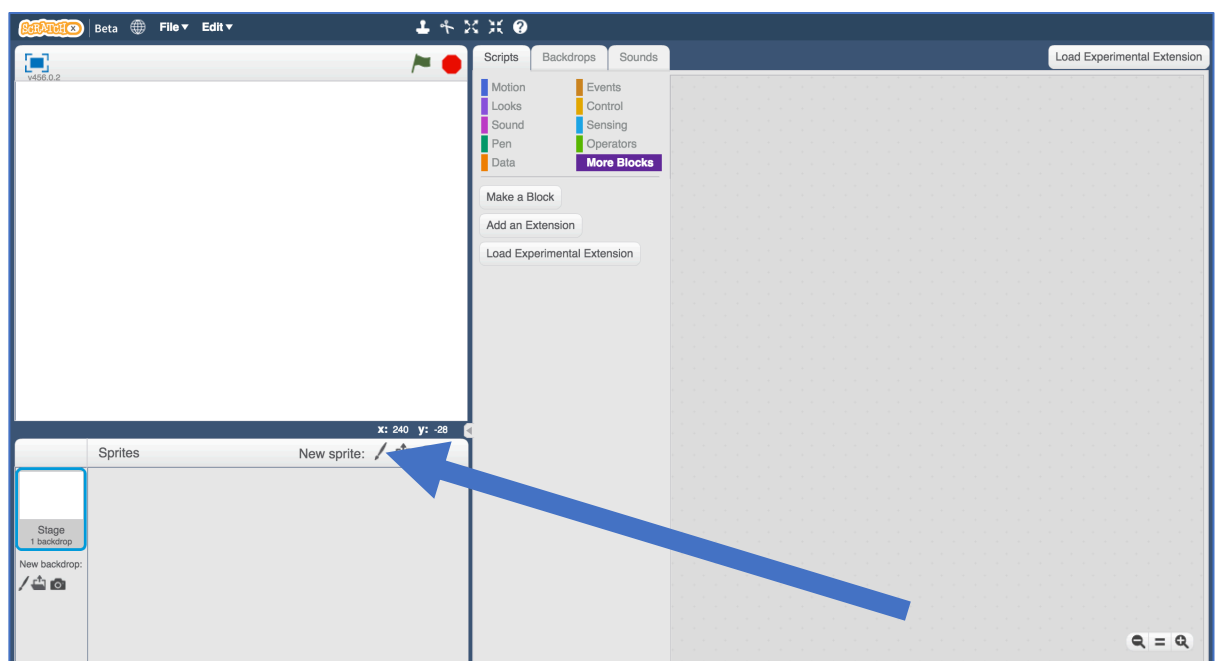 SCRATCHX Beta File Edit
v456.0.2
Scripts Backdrops Sounds
Load Experimental Extension
Motion Events
Looks Control
Sound Sensing
Pen Operators
Data More Blocks
Make a Block
Add an Extension
Load Experimental Extension
x: 240 y: -28
Sprites New sprite:
Stage
1 backdrop
New backdrop: